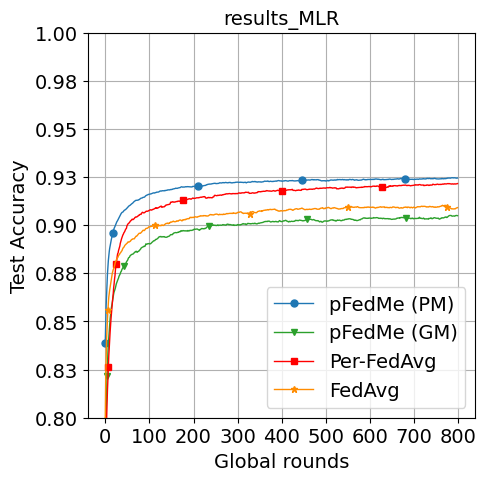 results_MLR
1.00
0.98
0.95
0.93
0.90
0.88
0.85
0.83
0.80
Test Accuracy
pFedMe (PM)
pFedMe (GM)
Per-FedAvg
FedAvg
0 100 200 300 400 500 600 700 800
Global rounds